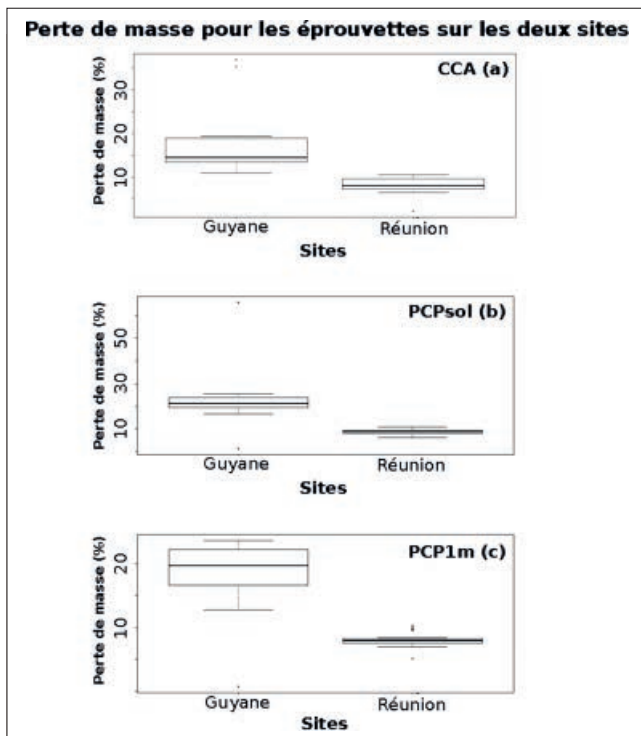 Perte de masse pour les éprouvettes sur les deux sites
CCA (a)
Perte de masse (%)
30
20
10
Guyane
Réunion
Sites
PCPsol (b)
Perte de masse (%)
50
30
10
Guyane
Réunion
Sites
PCP1m (c)
Perte de masse (%)
20
10
Guyane
Réunion
Sites